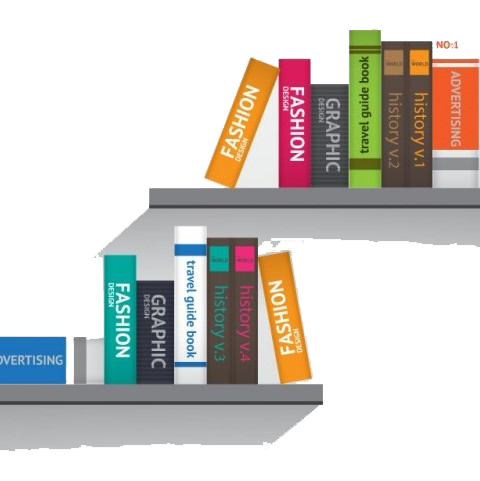 FASHION
DESIGN
FASHION
DESIGN
GRAPHIC
DESIGN
travel guide book
WORLD
history v.2
WORLD
history v.1
NO:1
ADVERTISING
ADVERTISING
FASHION
DESIGN
GRAPHIC
DESIGN
travel guide book
WORLD
history v.3
WORLD
history v.4
FASHION
DESIGN